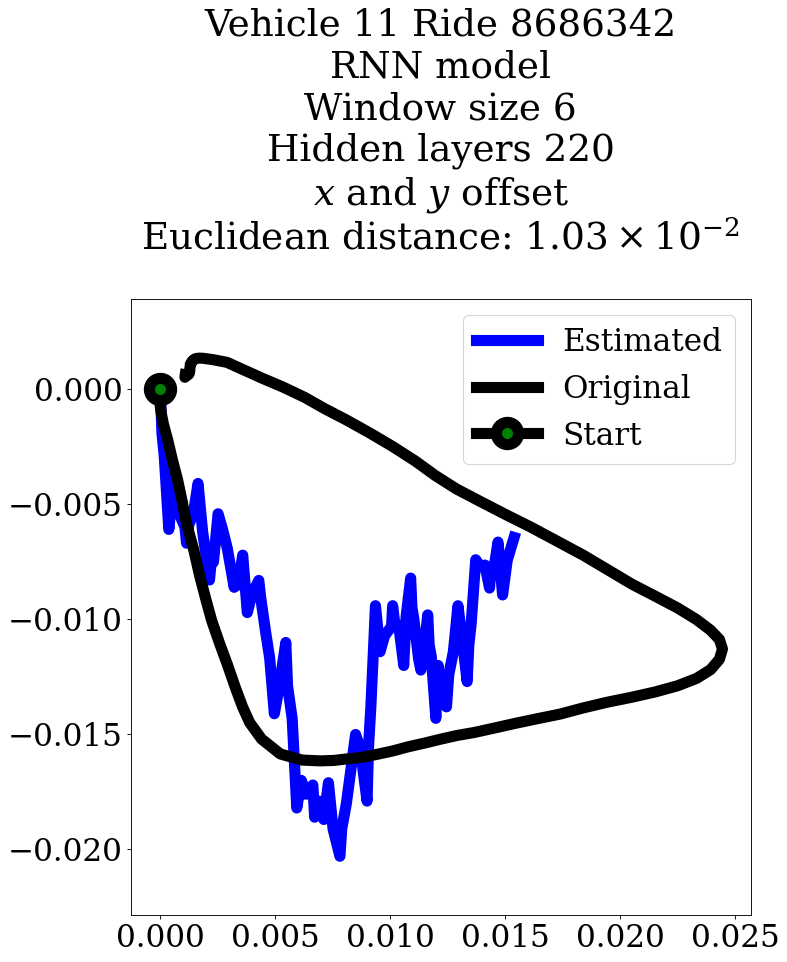 Vehicle 11 Ride 8686342
RNN model
Window size 6
Hidden layers 220
x and y offset
Euclidean distance: 1.03 × 10⁻²
Estimated
Original
Start
0.000
−0.005
−0.010
−0.015
−0.020
0.000 0.005 0.010 0.015 0.020 0.025